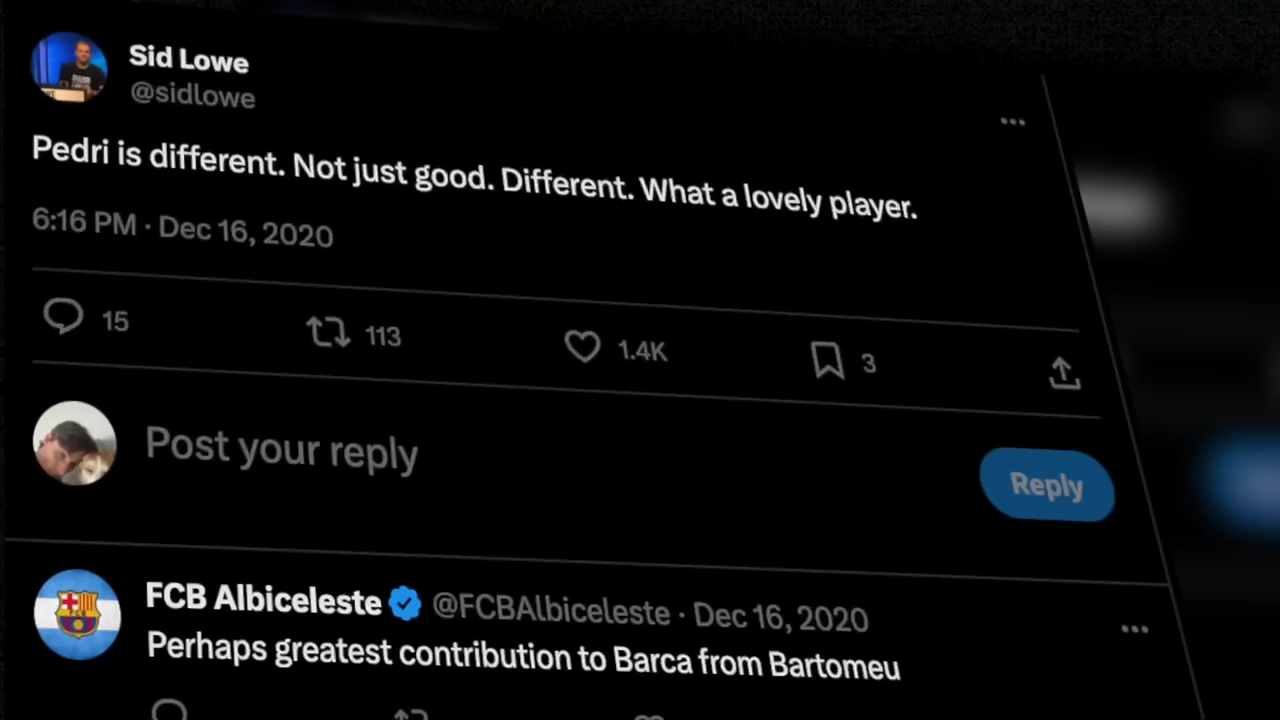 Sid Lowe
@sidlowe
Pedri is different. Not just good. Different. What a lovely player.
6:16 PM · Dec 16, 2020
15 113 1.4K 3
Post your reply
Reply
FCB Albiceleste @FCBAlbiceleste · Dec 16, 2020
Perhaps greatest contribution to Barca from Bartomeu